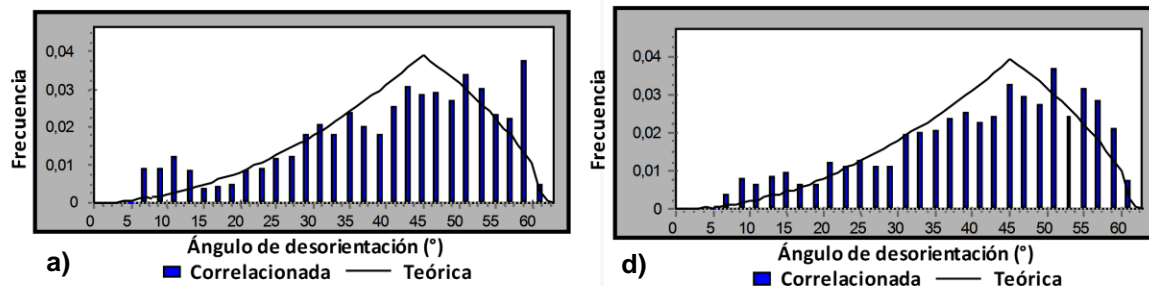 Frecuencia
0,04
0,03
0,02
0,01
0
0 5 10 15 20 25 30 35 40 45 50 55 60
Ángulo de desorientación (°)
a)
Correlacionada Teórica
Frecuencia
0,04
0,03
0,02
0,01
0
0 5 10 15 20 25 30 35 40 45 50 55 60
Ángulo de desorientación (°)
d)
Correlacionada Teórica